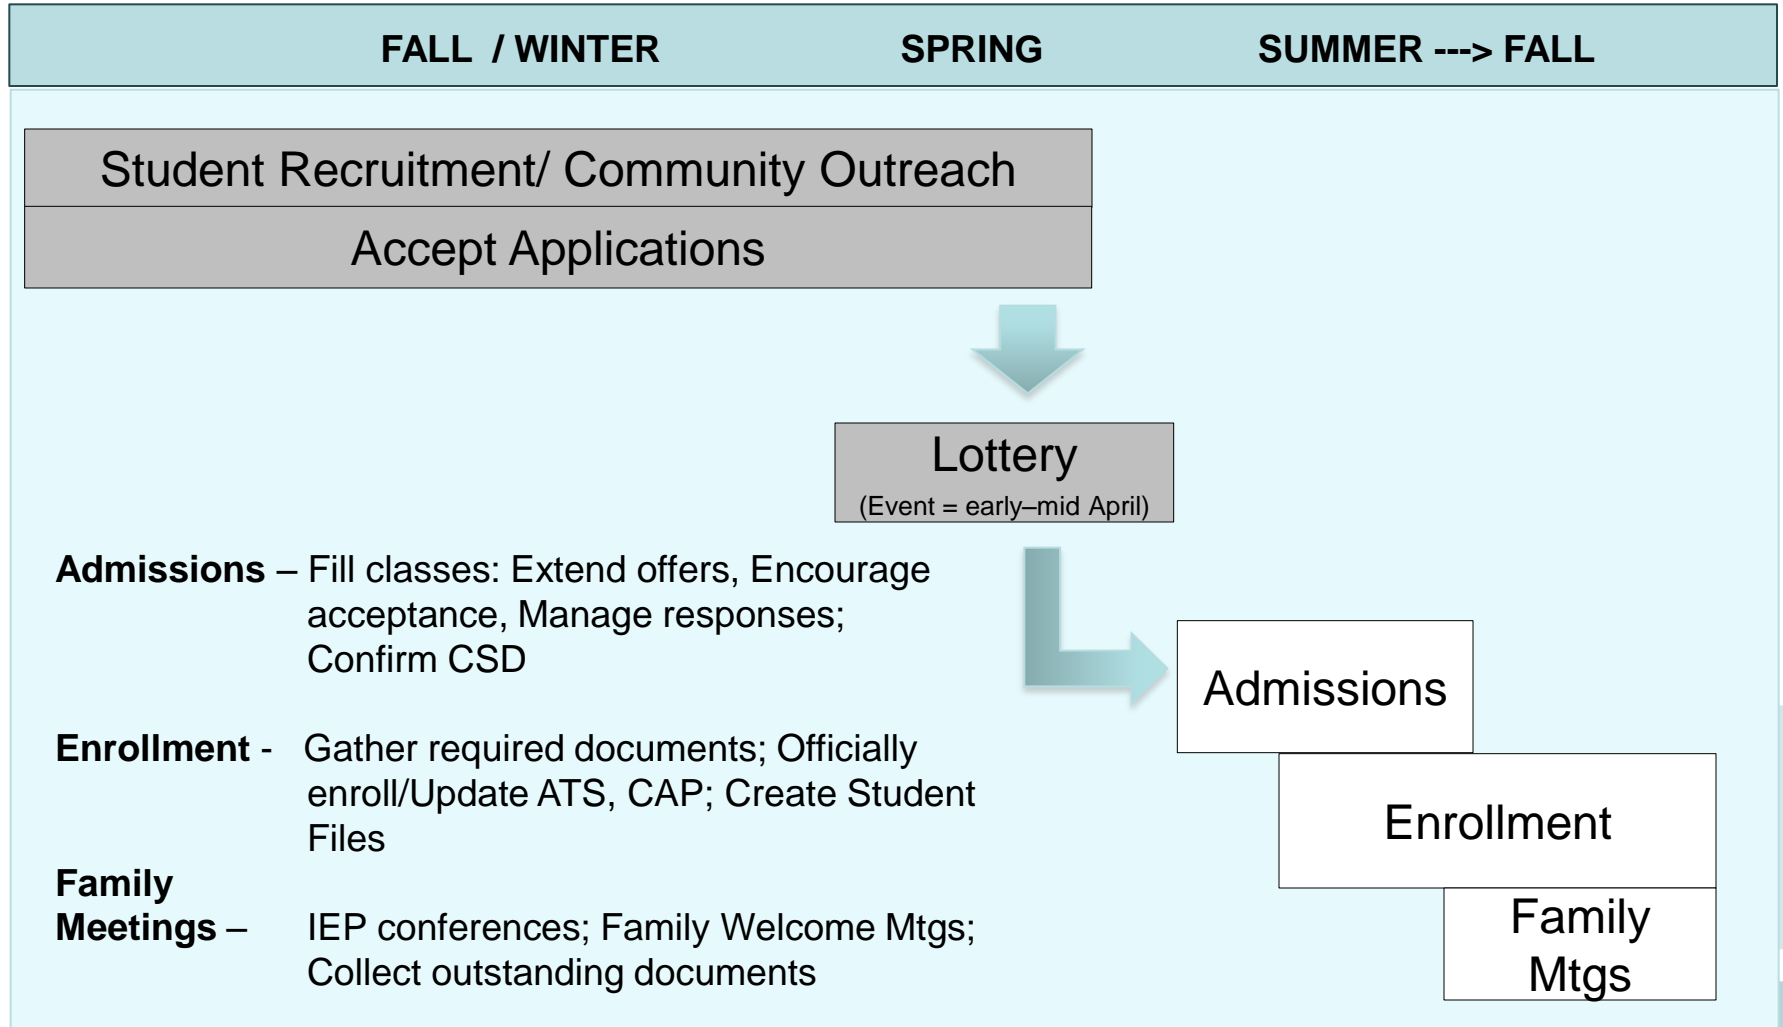 FALL / WINTER SPRING SUMMER ---> FALL
Student Recruitment/ Community Outreach
Accept Applications
Lottery
(Event = early–mid April)
Admissions – Fill classes: Extend offers, Encourage
acceptance, Manage responses;
Confirm CSD
Enrollment - Gather required documents; Officially
enroll/Update ATS, CAP; Create Student
Files
Family
Meetings – IEP conferences; Family Welcome Mtgs;
Collect outstanding documents
Admissions
Enrollment
Family
Mtgs